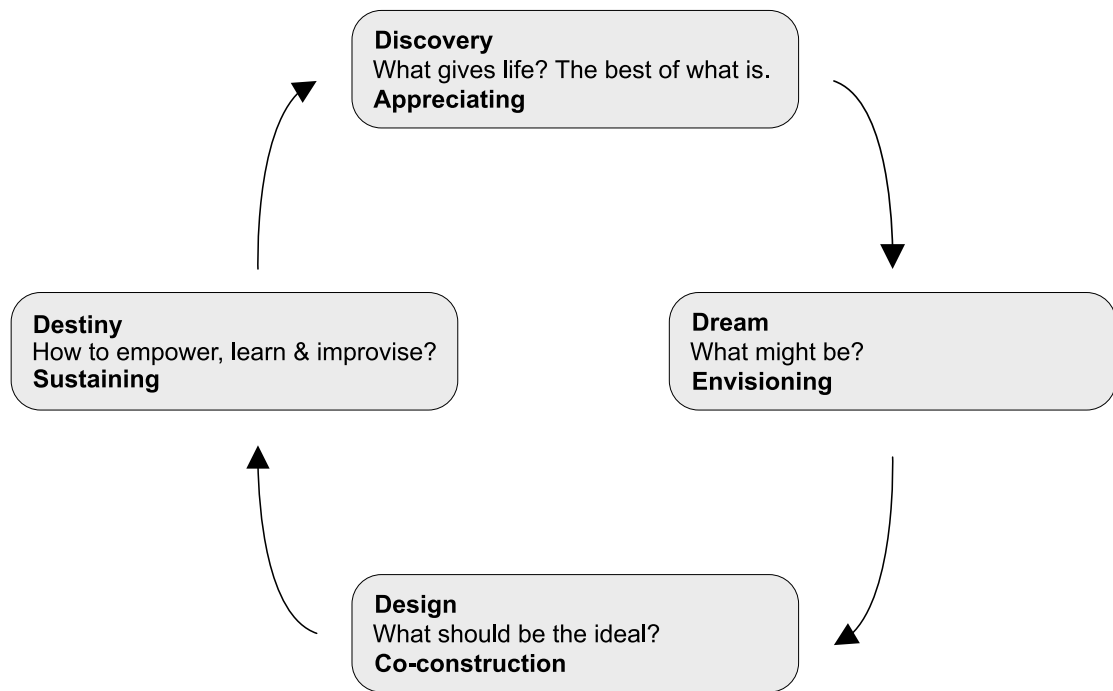 Discovery
What gives life? The best of what is.
Appreciating
Dream
What might be?
Envisioning
Design
What should be the ideal?
Co-construction
Destiny
How to empower, learn & improvise?
Sustaining